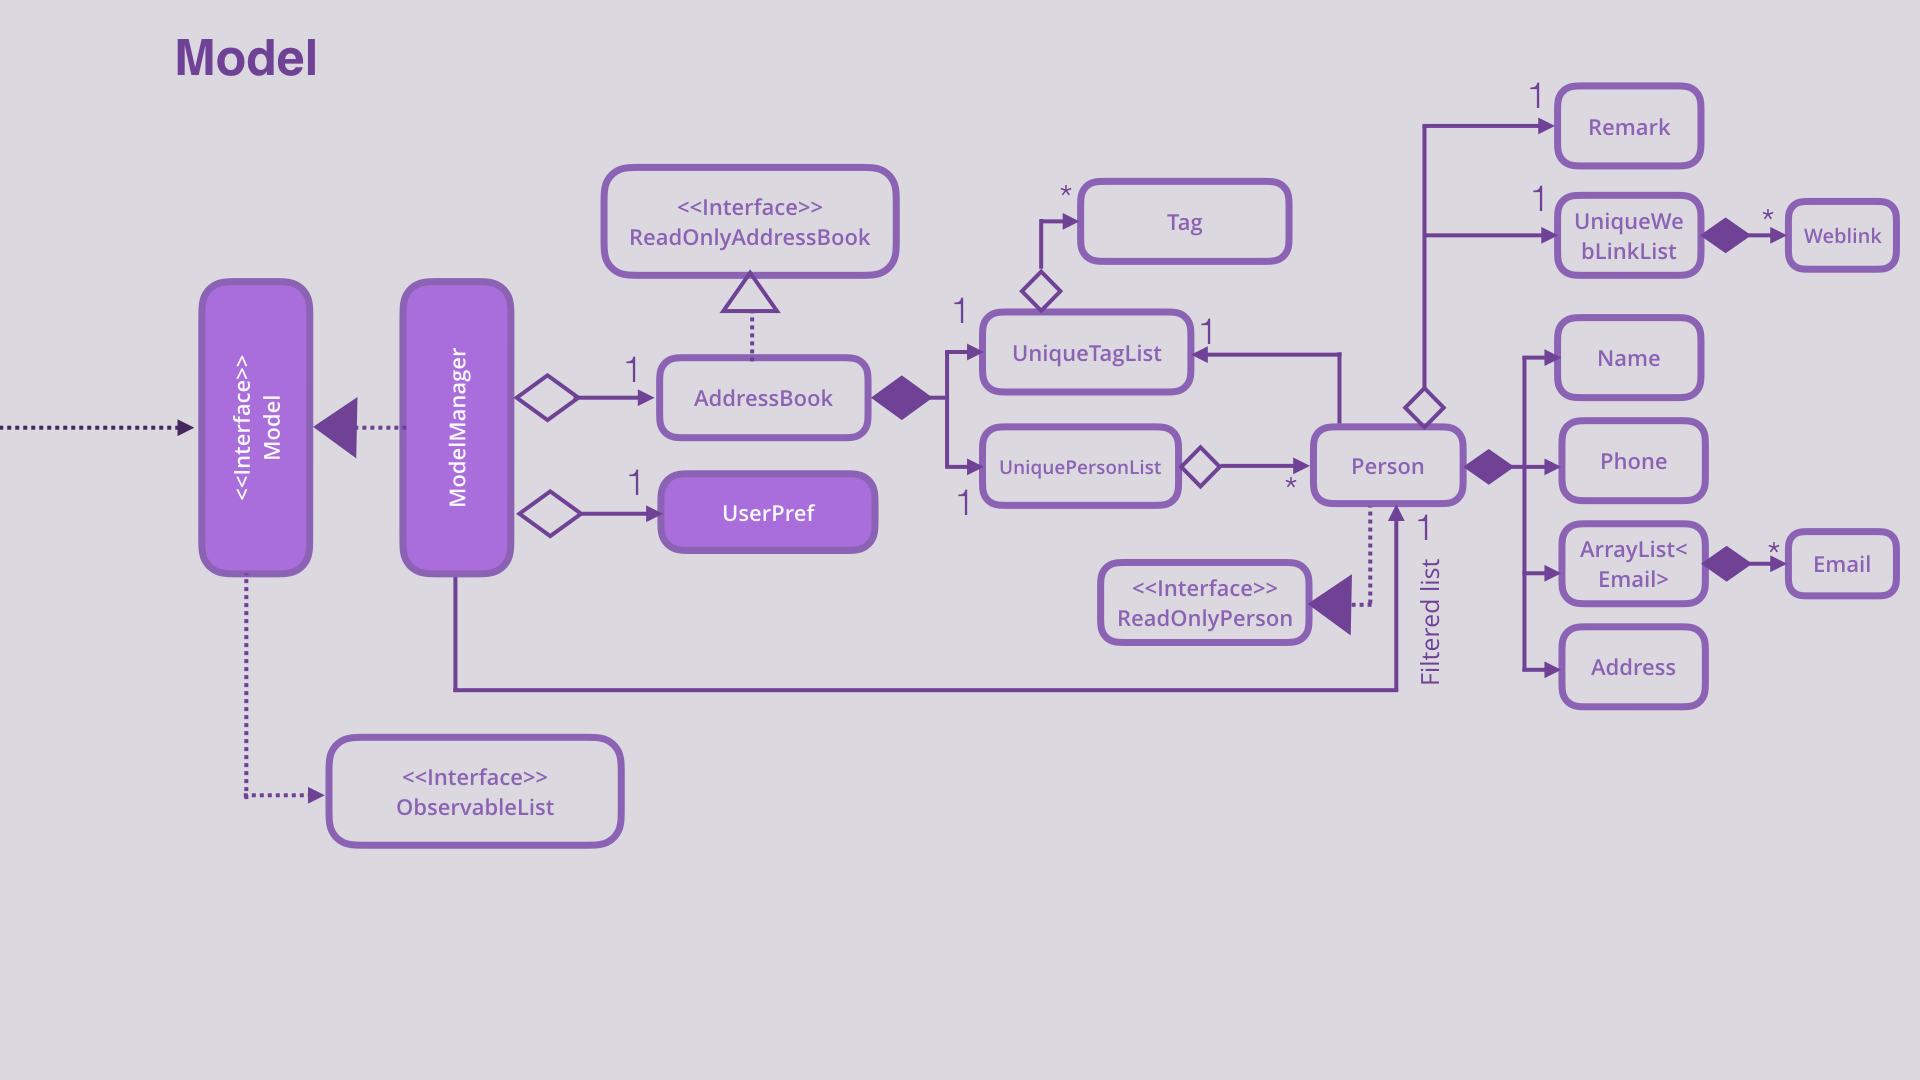 Model
<<Interface>>
Model
ModelManager
<<Interface>>
ReadOnlyAddressBook
1
AddressBook
1
UserPref
*
Tag
1
UniqueTagList
1
UniquePersonList
1
*
Person
1
Filtered list
<<Interface>>
ReadOnlyPerson
1
Remark
1
UniqueWe
bLinkList
*
Weblink
Name
Phone
ArrayList<
Email>
*
Email
Address
<<Interface>>
ObservableList